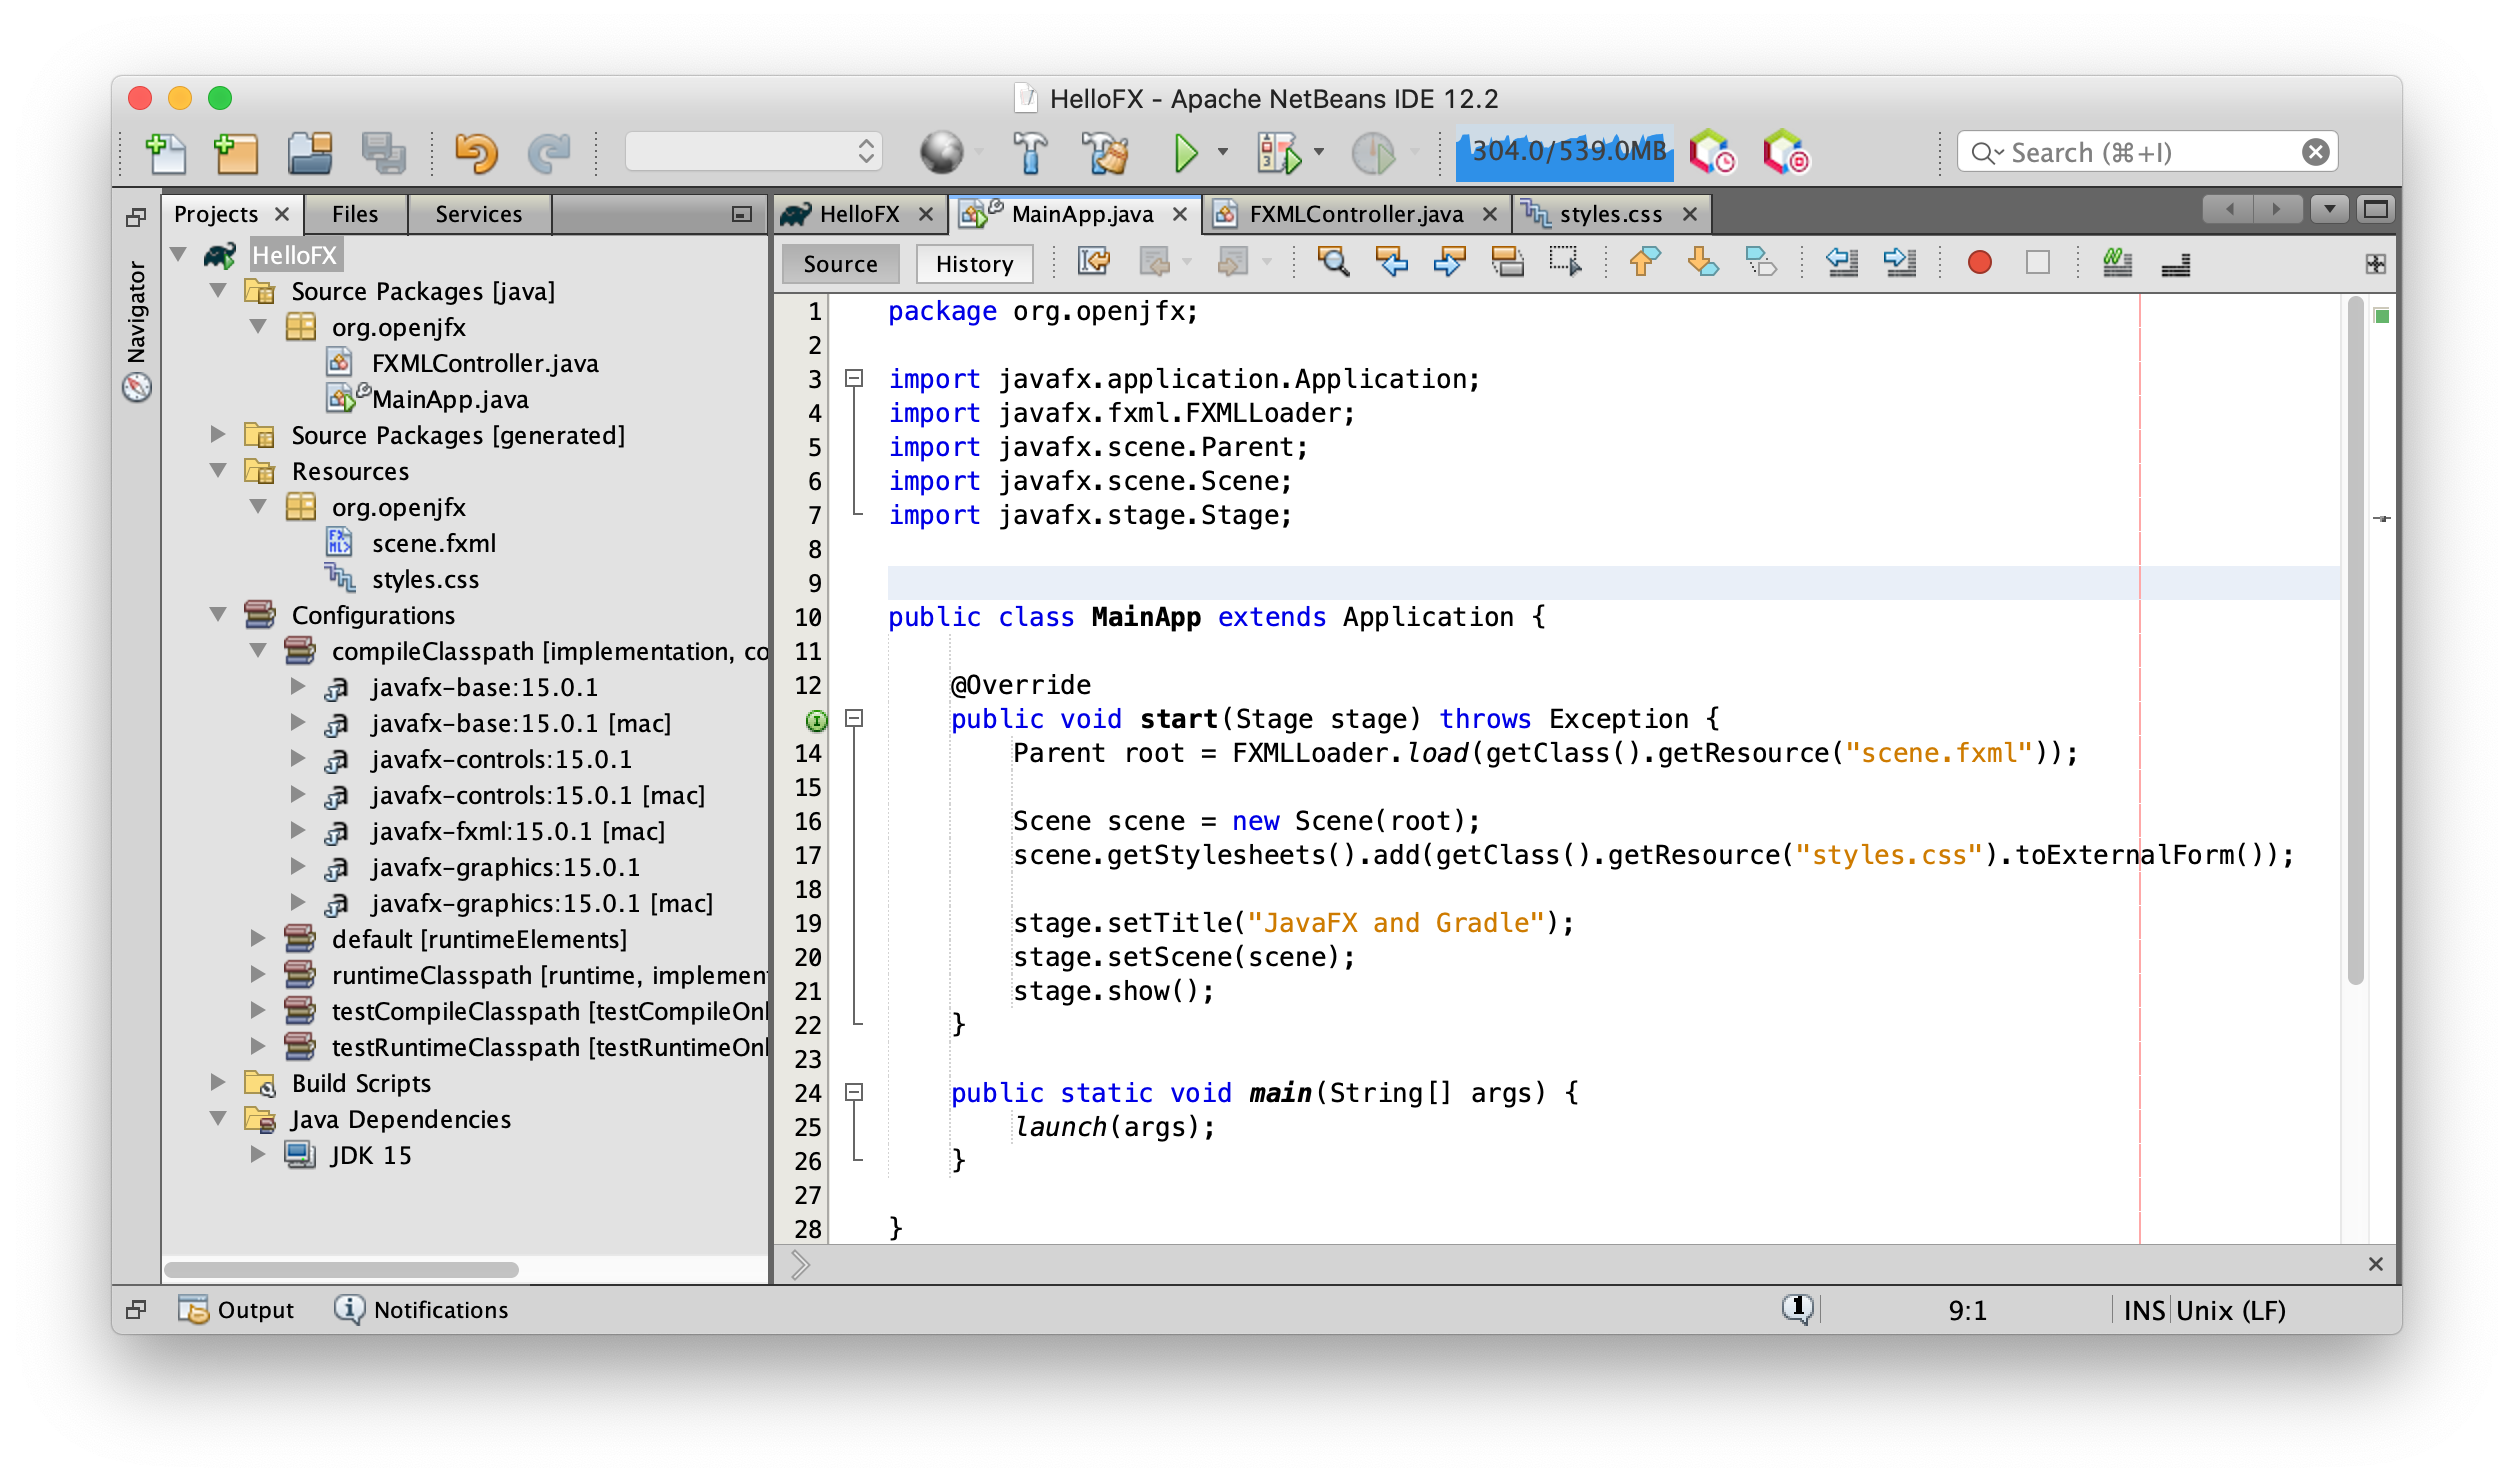 HelloFX - Apache NetBeans IDE 12.2
304.0/539.0MB
Search (⌘+I)
Projects Files Services
HelloFX MainApp.java FXMLController.java styles.css
Navigator
Source History
HelloFX
Source Packages [java]
org.openjfx
FXMLController.java
MainApp.java
Source Packages [generated]
Resources
org.openjfx
scene.fxml
styles.css
Configurations
compileClasspath [implementation, co
javafx-base:15.0.1
javafx-base:15.0.1 [mac]
javafx-controls:15.0.1
javafx-controls:15.0.1 [mac]
javafx-fxml:15.0.1 [mac]
javafx-graphics:15.0.1
javafx-graphics:15.0.1 [mac]
default [runtimeElements]
runtimeClasspath [runtime, implemen
testCompileClasspath [testCompileOnl
testRuntimeClasspath [testRuntimeOnl
Build Scripts
Java Dependencies
JDK 15
1 package org.openjfx;
2
3 import javafx.application.Application;
4 import javafx.fxml.FXMLLoader;
5 import javafx.scene.Parent;
6 import javafx.scene.Scene;
7 import javafx.stage.Stage;
8
9
10 public class MainApp extends Application {
11
12 @Override
public void start(Stage stage) throws Exception {
14 Parent root = FXMLLoader.load(getClass().getResource("scene.fxml"));
15
16 Scene scene = new Scene(root);
17 scene.getStylesheets().add(getClass().getResource("styles.css").toExternalForm());
18
19 stage.setTitle("JavaFX and Gradle");
20 stage.setScene(scene);
21 stage.show();
22 }
23
24 public static void main(String[] args) {
25 launch(args);
26 }
27
28 }
Output Notifications
1 9:1 INS Unix (LF)